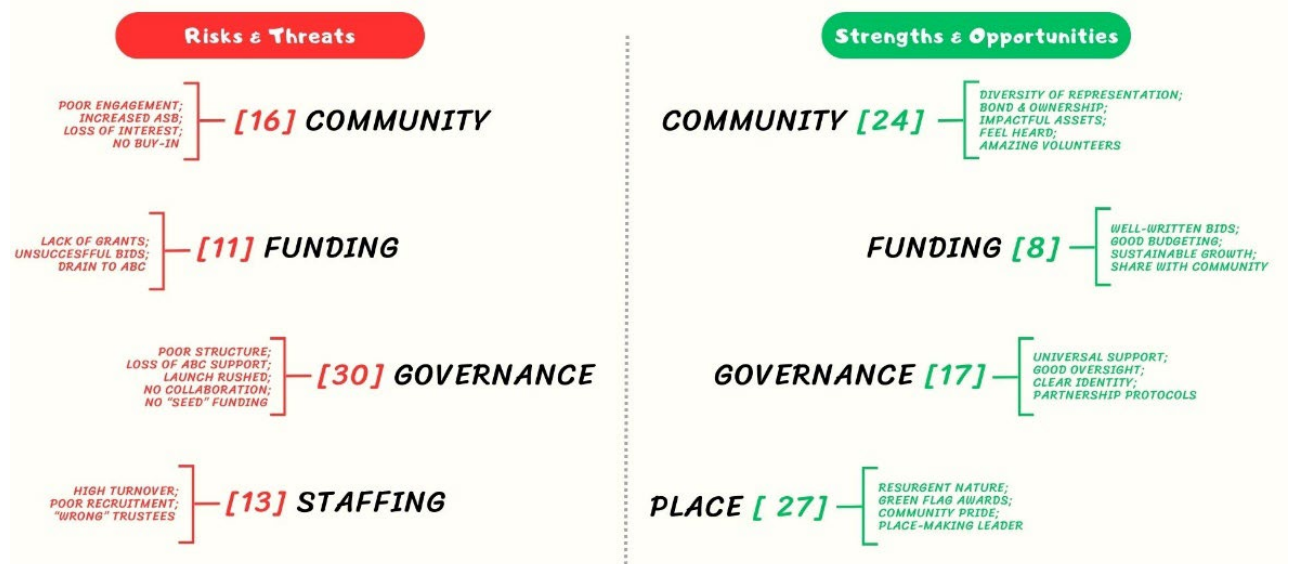 Risks & Threats
POOR ENGAGEMENT;
INCREASED ASB;
LOSS OF INTEREST;
NO BUY-IN
[16] COMMUNITY
LACK OF GRANTS;
UNSUCCESFFUL BIDS;
DRAIN TO ABC
[11] FUNDING
POOR STRUCTURE;
LOSS OF ABC SUPPORT;
LAUNCH RUSHED;
NO COLLABORATION;
NO "SEED" FUNDING
[30] GOVERNANCE
HIGH TURNOVER;
POOR RECRUITMENT;
"WRONG" TRUSTEES
[13] STAFFING
Strengths & Opportunities
COMMUNITY [24]
DIVERSITY OF REPRESENTATION;
BOND & OWNERSHIP;
IMPACTFUL ASSETS;
FEEL HEARD;
AMAZING VOLUNTEERS
FUNDING [8]
WELL-WRITTEN BIDS;
GOOD BUDGETING;
SUSTAINABLE GROWTH;
SHARE WITH COMMUNITY
GOVERNANCE [17]
UNIVERSAL SUPPORT;
GOOD OVERSIGHT;
CLEAR IDENTITY;
PARTNERSHIP PROTOCOLS
PLACE [ 27]
RESURGENT NATURE;
GREEN FLAG AWARDS;
COMMUNITY PRIDE;
PLACE-MAKING LEADER